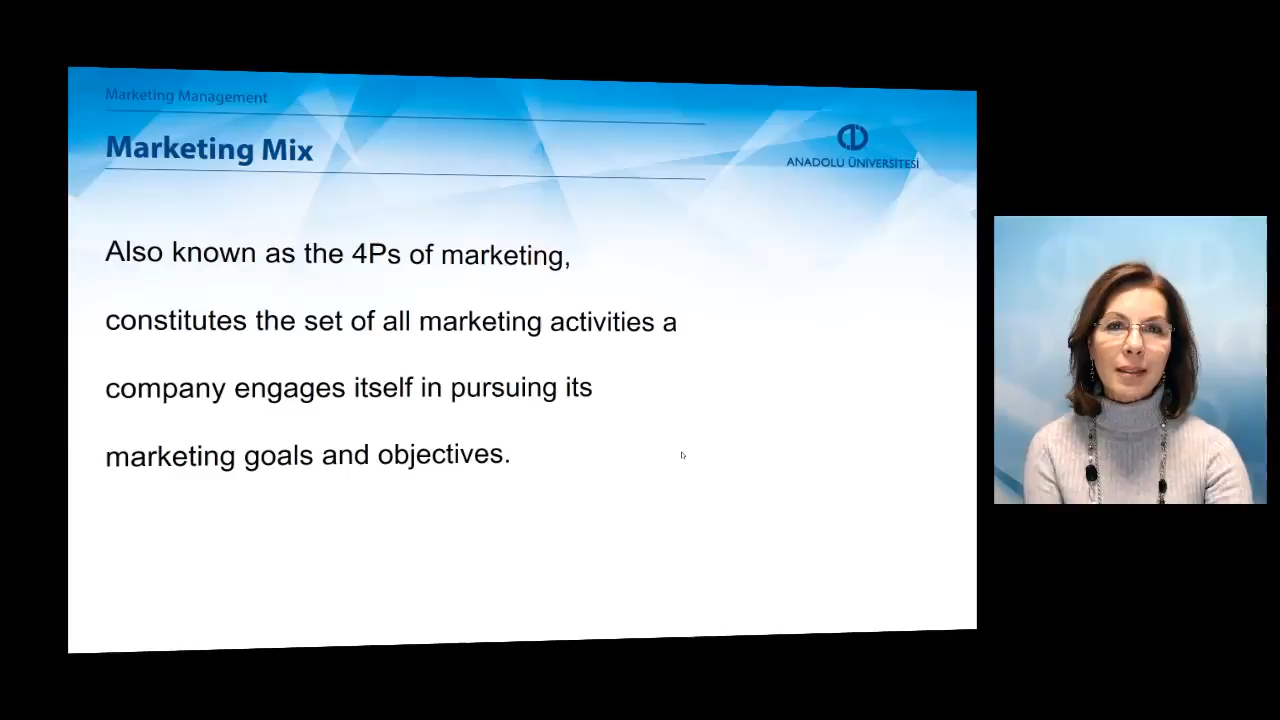 Marketing Management
Marketing Mix
ANADOLU ÜNİVERSİTESİ
Also known as the 4Ps of marketing,
constitutes the set of all marketing activities a
company engages itself in pursuing its
marketing goals and objectives.